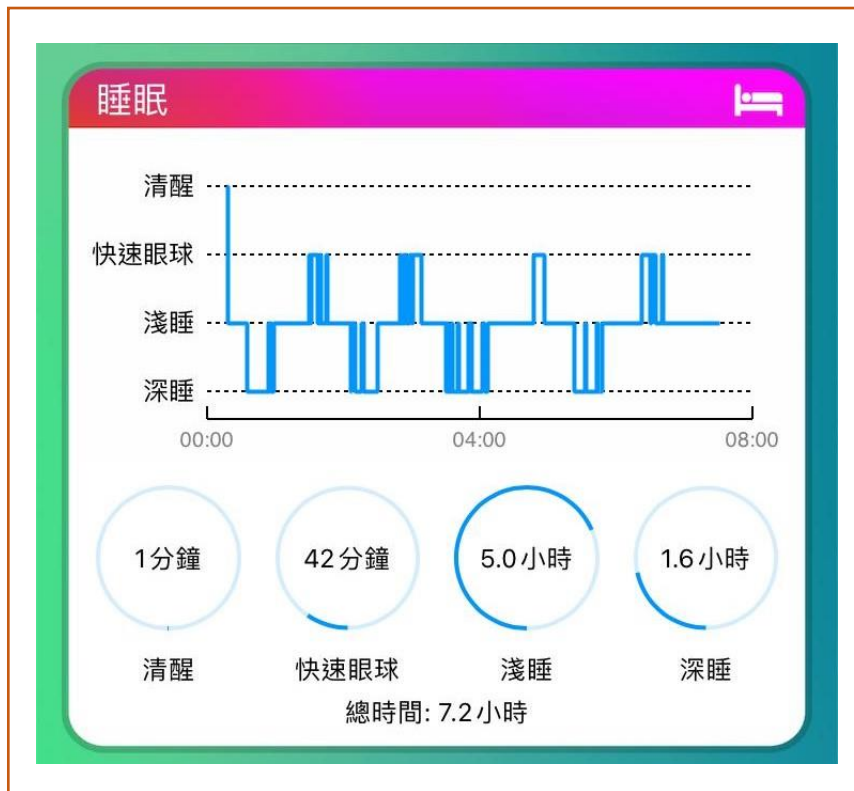 睡眠
清醒
快速眼球
淺睡
深睡
00:00 04:00 08:00
1分鐘 42分鐘 5.0小時 1.6小時
清醒 快速眼球 淺睡 深睡
總時間: 7.2小時